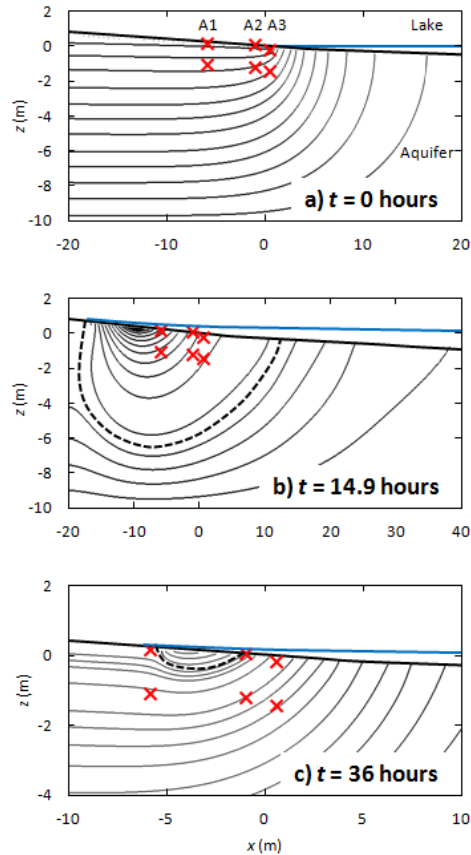 A1 A2 A3 Lake
2
0
-2
-4
-6
-8
-10
z (m)
Aquifer
a) t = 0 hours
-20 -10 0 10 20
2
0
-2
-4
-6
-8
-10
z (m)
b) t = 14.9 hours
-20 -10 0 10 20 30 40
2
0
-2
-4
z (m)
c) t = 36 hours
-10 -5 0 5 10
x (m)